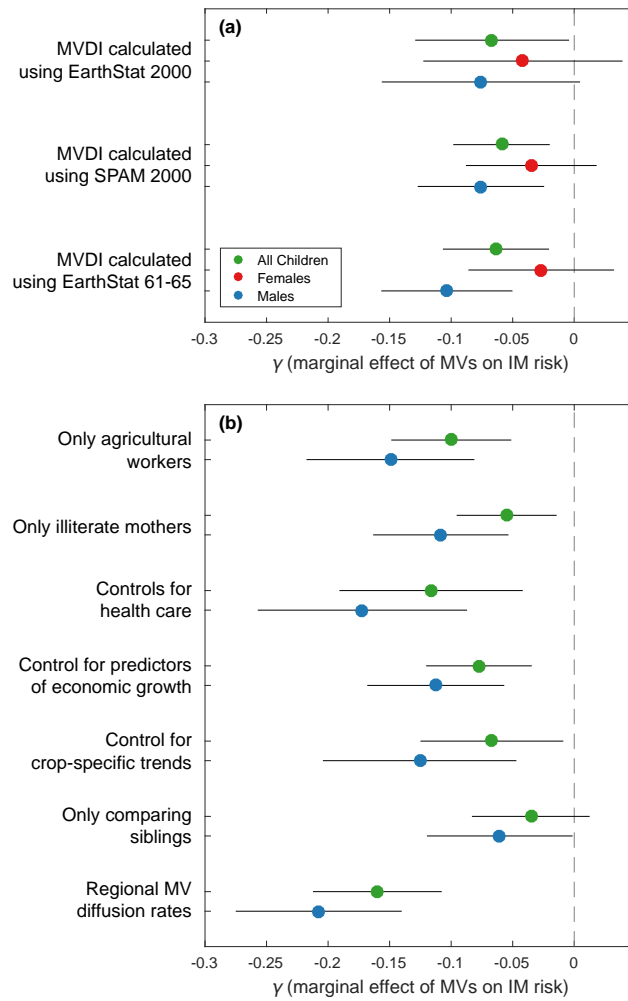 (a)
MVDI calculated
using EarthStat 2000
MVDI calculated
using SPAM 2000
MVDI calculated
using EarthStat 61-65
All Children
Females
Males
-0.3 -0.25 -0.2 -0.15 -0.1 -0.05 0
γ (marginal effect of MVs on IM risk)
(b)
Only agricultural
workers
Only illiterate mothers
Controls for
health care
Control for predictors
of economic growth
Control for
crop-specific trends
Only comparing
siblings
Regional MV
diffusion rates
-0.3 -0.25 -0.2 -0.15 -0.1 -0.05 0
γ (marginal effect of MVs on IM risk)